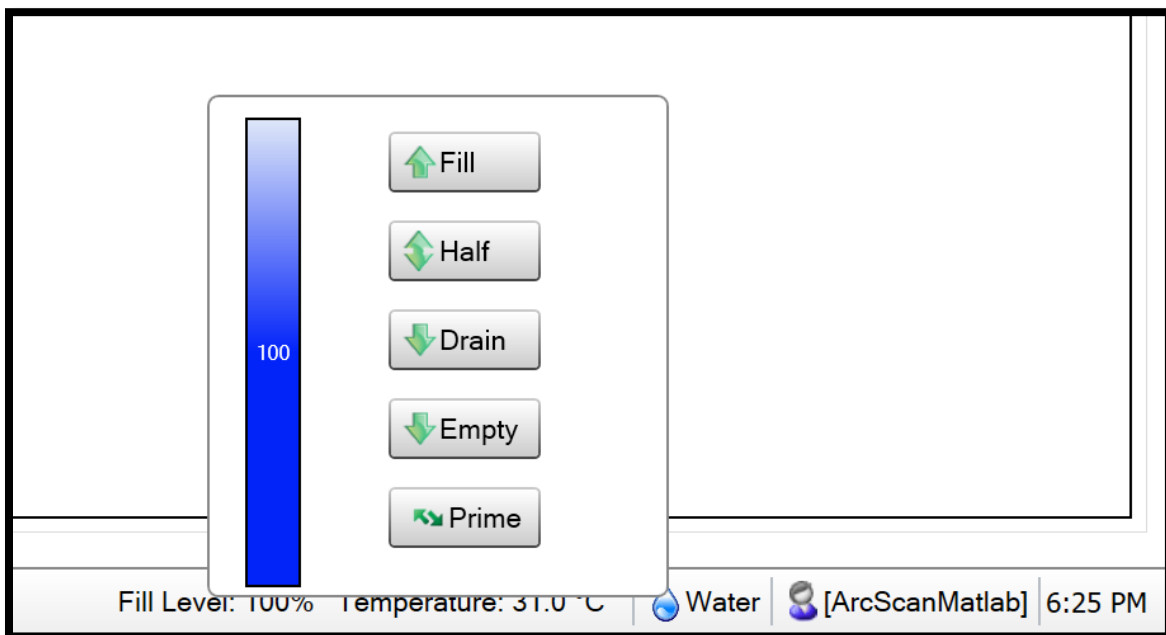 Fill
Half
Drain
100
Empty
Prime
Fill Level: 100% Temperature: 31.0 °C Water [ArcScanMatlab] 6:25 PM